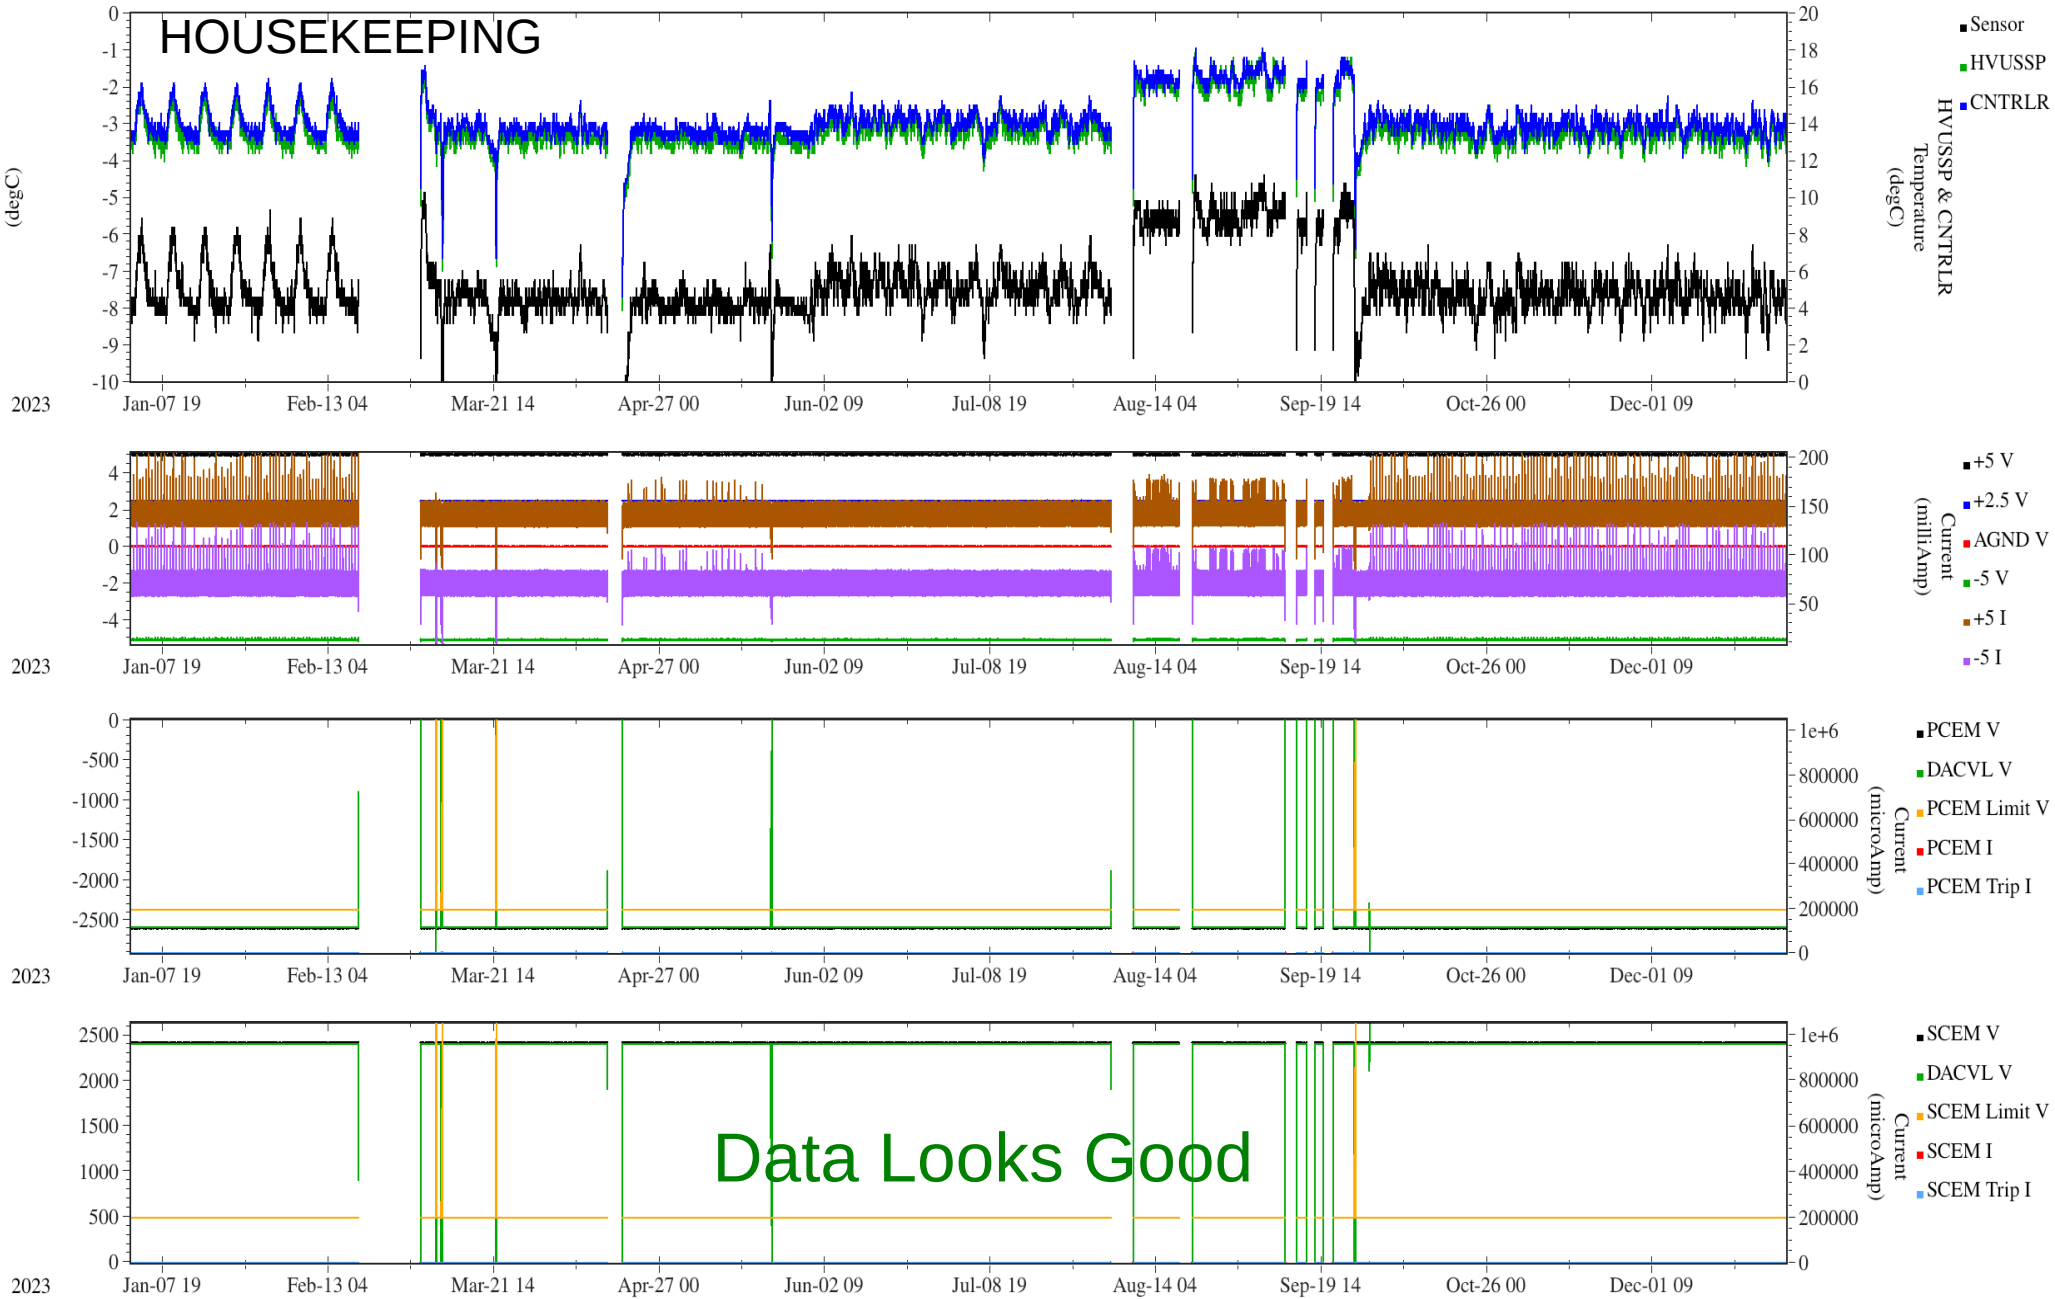 HOUSEKEEPING
0
-1
-2
-3
-4
-5
-6
-7
-8
-9
-10
(degC)
20
18
16
14
12
10
8
6
4
2
0
HVUSSP & CNTRLR
Temperature
(degC)
Sensor
HVUSSP
CNTRLR
2023 Jan-07 19 Feb-13 04 Mar-21 14 Apr-27 00 Jun-02 09 Jul-08 19 Aug-14 04 Sep-19 14 Oct-26 00 Dec-01 09
4
2
0
-2
-4
200
150
100
50
Current
(milliAmp)
+5 V
+2.5 V
AGND V
-5 V
+5 I
-5 I
2023 Jan-07 19 Feb-13 04 Mar-21 14 Apr-27 00 Jun-02 09 Jul-08 19 Aug-14 04 Sep-19 14 Oct-26 00 Dec-01 09
0
-500
-1000
-1500
-2000
-2500
1e+6
800000
600000
400000
200000
0
Current
(microAmp)
PCEM V
DACVL V
PCEM Limit V
PCEM I
PCEM Trip I
2023 Jan-07 19 Feb-13 04 Mar-21 14 Apr-27 00 Jun-02 09 Jul-08 19 Aug-14 04 Sep-19 14 Oct-26 00 Dec-01 09
2500
2000
1500
1000
500
0
Data Looks Good
1e+6
800000
600000
400000
200000
0
Current
(microAmp)
SCEM V
DACVL V
SCEM Limit V
SCEM I
SCEM Trip I
2023 Jan-07 19 Feb-13 04 Mar-21 14 Apr-27 00 Jun-02 09 Jul-08 19 Aug-14 04 Sep-19 14 Oct-26 00 Dec-01 09